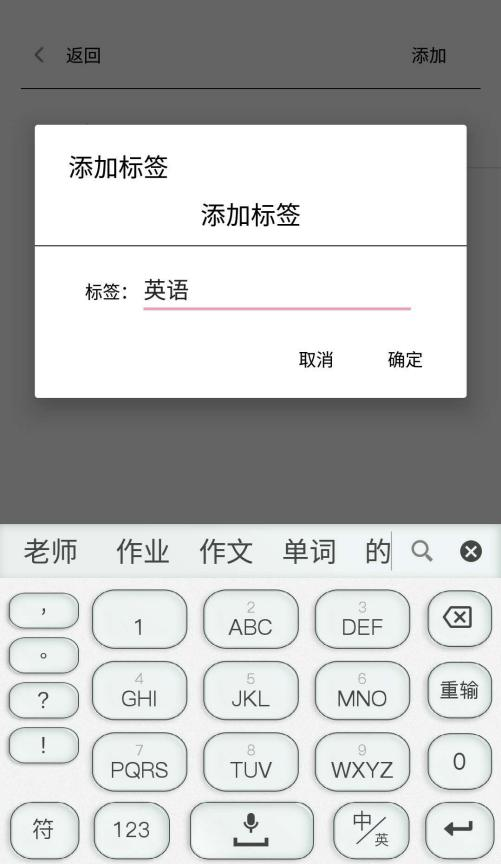 返回 添加
添加标签
添加标签
标签： 英语
取消 确定
老师 作业 作文 单词 的
， 1 2 ABC 3 DEF
。
？ 4 GHI 5 JKL 6 MNO 重输
！ 7 PQRS 8 TUV 9 WXYZ 0
符 123 中/英